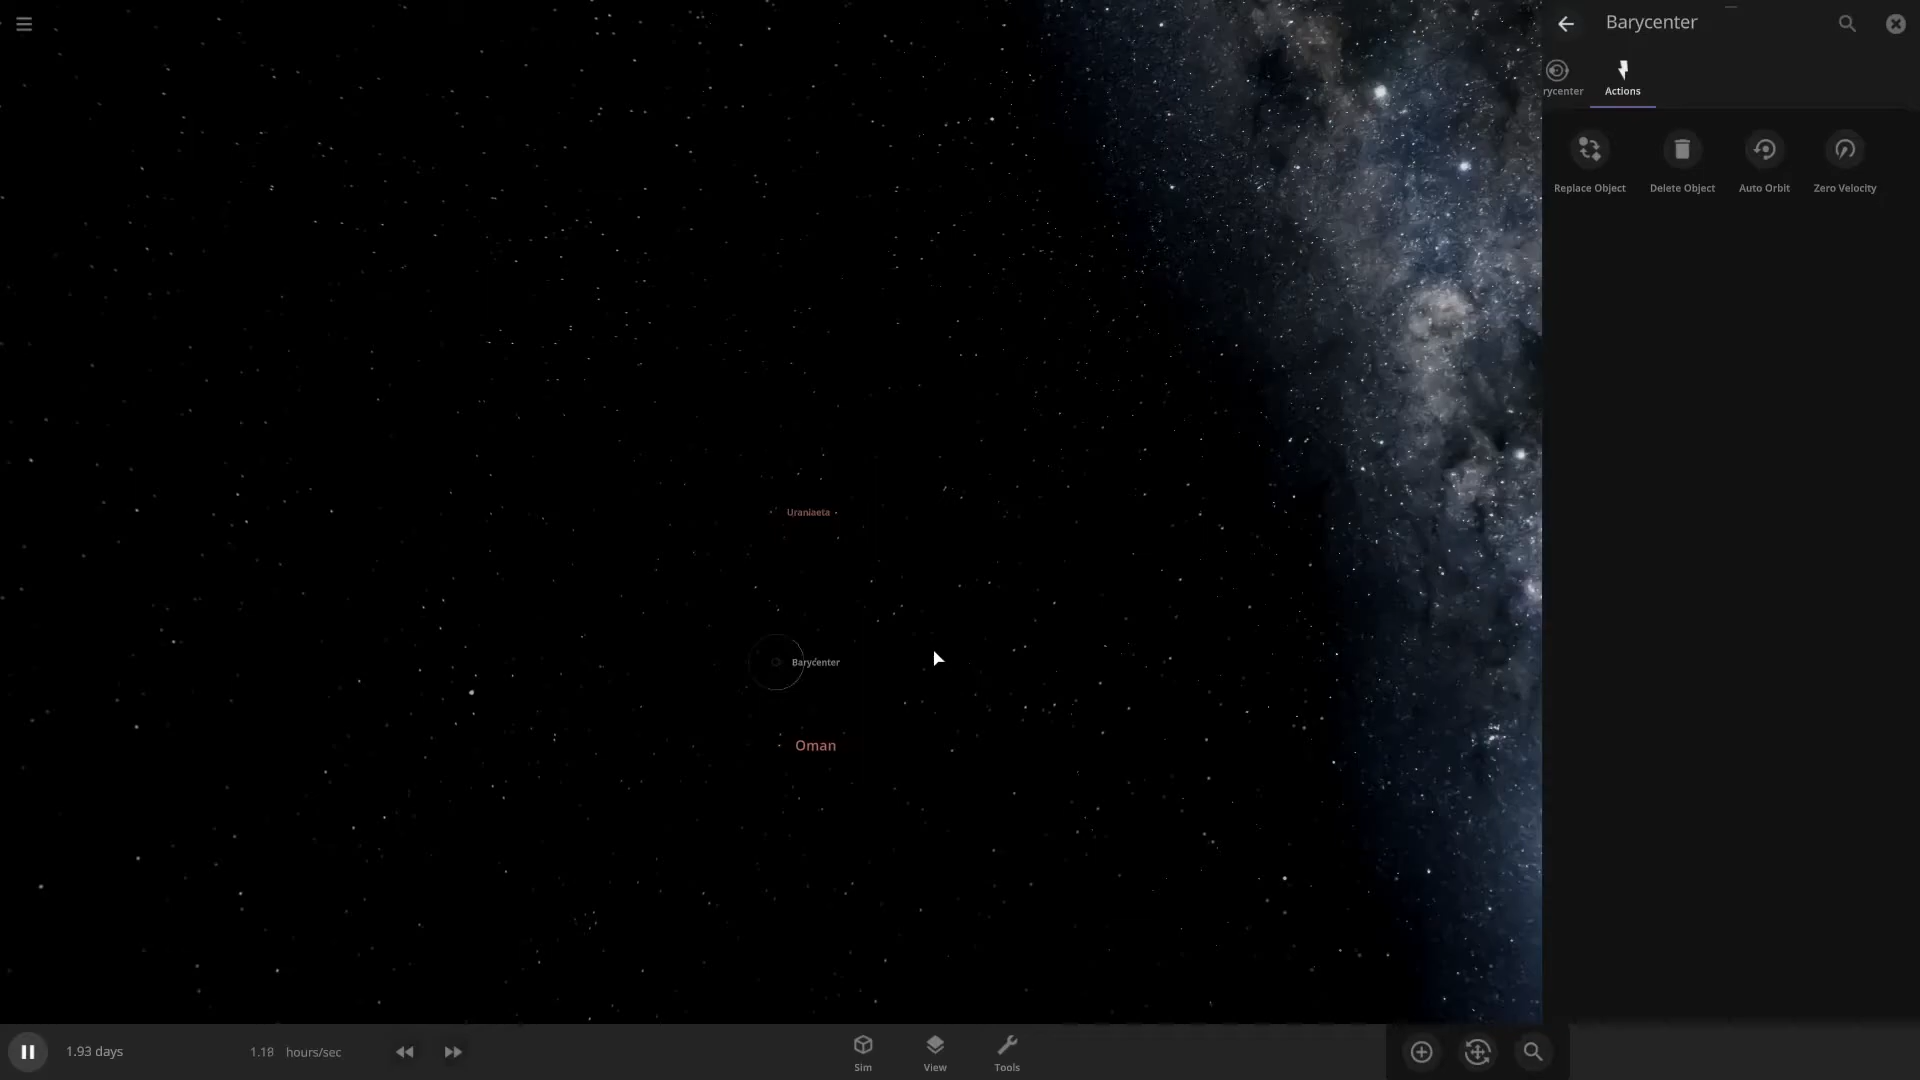 Barycenter
rycenter
Actions
Replace Object
Delete Object
Auto Orbit
Zero Velocity
Uraniaeta
Barycenter
Oman
1.93 days
1.18 hours/sec
Sim
View
Tools